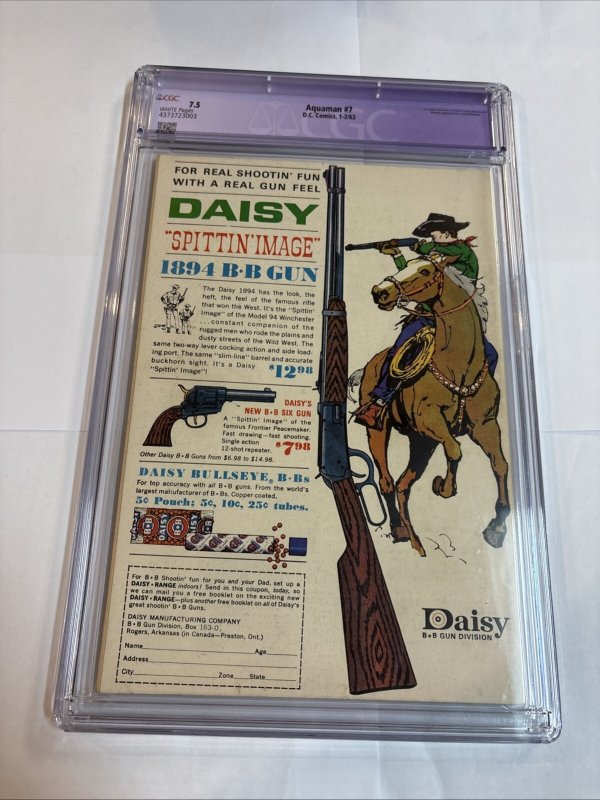 CGC
7.5
WHITE Pages
4373723003
Aquaman #7
D.C. Comics, 1-2/63
CGC
FOR REAL SHOOTIN' FUN
WITH A REAL GUN FEEL
DAISY
"SPITTIN' IMAGE"
1894 B•B GUN
The Daisy 1894 has the look, the
heft, the feel of the famous rifle
that won the West. It's the "Spittin'
Image" of the Model 94 Winchester
...constant companion of the
rugged men who rode the plains and
dusty streets of the Wild West. The
same two-way lever cocking action and side load-
ing port. The same "slim-line" barrel and accurate
buckhorn sight. It's a Daisy
"Spittin' Image"!
$12 98
DAISY'S
NEW B•B SIX GUN
A "Spittin' Image" of the
famous Frontier Peacemaker.
Fast drawing—fast shooting.
Single action
12-shot repeater.
$7 98
Other Daisy B•B Guns from $6.98 to $14.98.
DAISY BULLSEYE, B•Bs
For top accuracy with all B•B guns. From the world's
largest manufacturer of B•Bs. Copper coated.
5¢ Pouch; 5¢, 10¢, 25¢ tubes.
DAISY
B•B
For B•B Shootin' fun for you and your Dad, set up a
DAISY•RANGE indoors! Send in this coupon, today, so
we can mail you a free booklet on the exciting new
DAISY•RANGE—plus another free booklet on all of Daisy's
great shootin' B•B Guns.
DAISY MANUFACTURING COMPANY
B•B Gun Division, Box 163-0,
Rogers, Arkansas (in Canada—Preston, Ont.)
Name Age
Address
City Zone State
Daisy
B•B GUN DIVISION